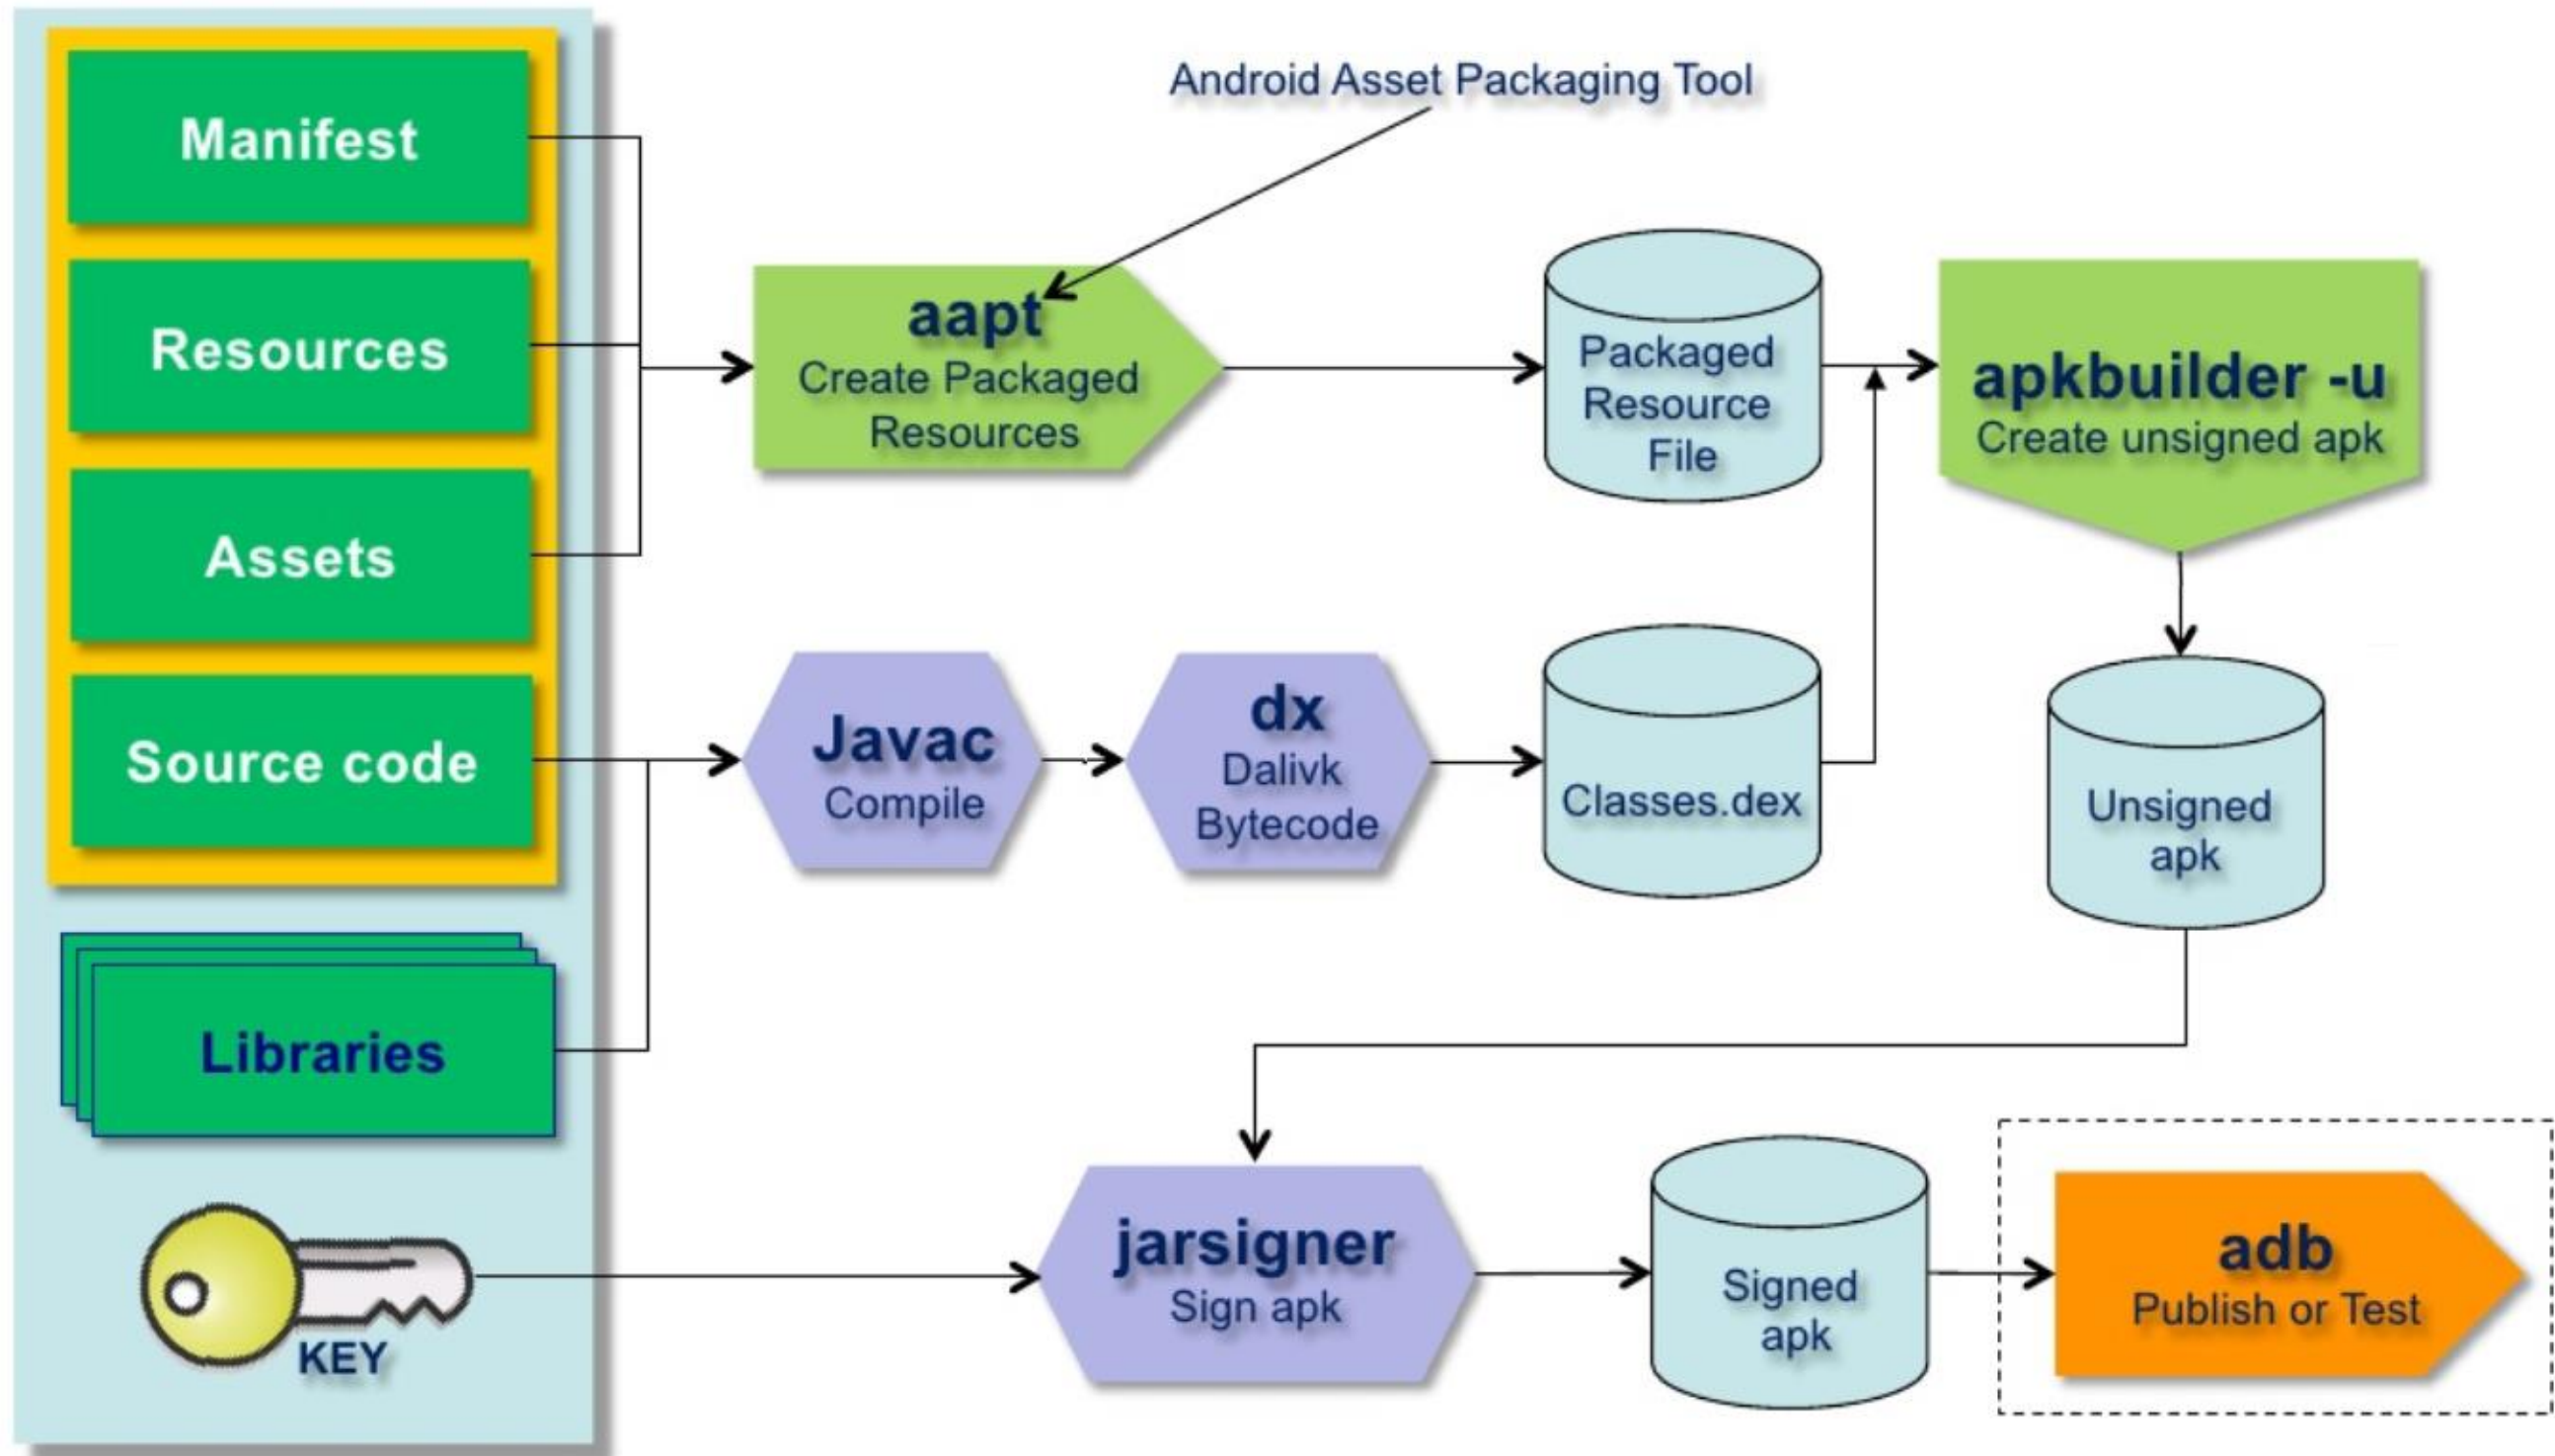 Manifest
Resources
Assets
Source code
Libraries
KEY
Android Asset Packaging Tool
aapt
Create Packaged
Resources
Packaged
Resource
File
apkbuilder -u
Create unsigned apk
Javac
Compile
dx
Dalivk
Bytecode
Classes.dex
Unsigned
apk
jarsigner
Sign apk
Signed
apk
adb
Publish or Test